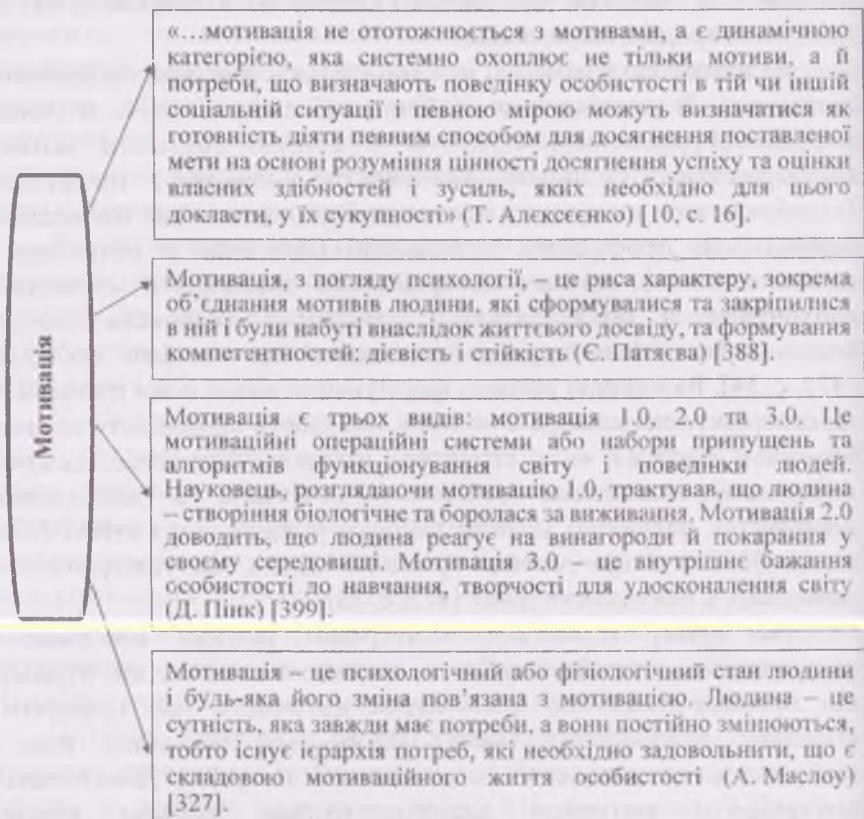 Мотивація
«…мотивація не ототожнюється з мотивами, а є динамічною
категорією, яка системно охоплює не тільки мотиви, а й
потреби, що визначають поведінку особистості в тій чи іншій
соціальній ситуації і певною мірою можуть визначатися як
готовність діяти певним способом для досягнення поставленої
мети на основі розуміння цінності досягнення успіху та оцінки
власних здібностей і зусиль, яких необхідно для цього
докласти, у їх сукупності» (Т. Алєксєєнко) [10, с. 16].
Мотивація, з погляду психології, – це риса характеру, зокрема
об’єднання мотивів людини, які сформувалися та закріпилися
в ній і були набуті внаслідок життєвого досвіду, та формування
компетентностей: дієвість і стійкість (Є. Патяєва) [388].
Мотивація є трьох видів: мотивація 1.0, 2.0 та 3.0. Це
мотиваційні операційні системи або набори припущень та
алгоритмів функціонування світу і поведінки людей.
Науковець, розглядаючи мотивацію 1.0, трактував, що людина
– створіння біологічне та боролася за виживання. Мотивація 2.0
доводить, що людина реагує на винагороди й покарання у
своєму середовищі. Мотивація 3.0 – це внутрішнє бажання
особистості до навчання, творчості для удосконалення світу
(Д. Пінк) [399].
Мотивація – це психологічний або фізіологічний стан людини
і будь-яка його зміна пов’язана з мотивацією. Людина – це
сутність, яка завжди має потреби, а вони постійно змінюються,
тобто існує ієрархія потреб, які необхідно задовольнити, що є
складовою мотиваційного життя особистості (А. Маслоу)
[327].